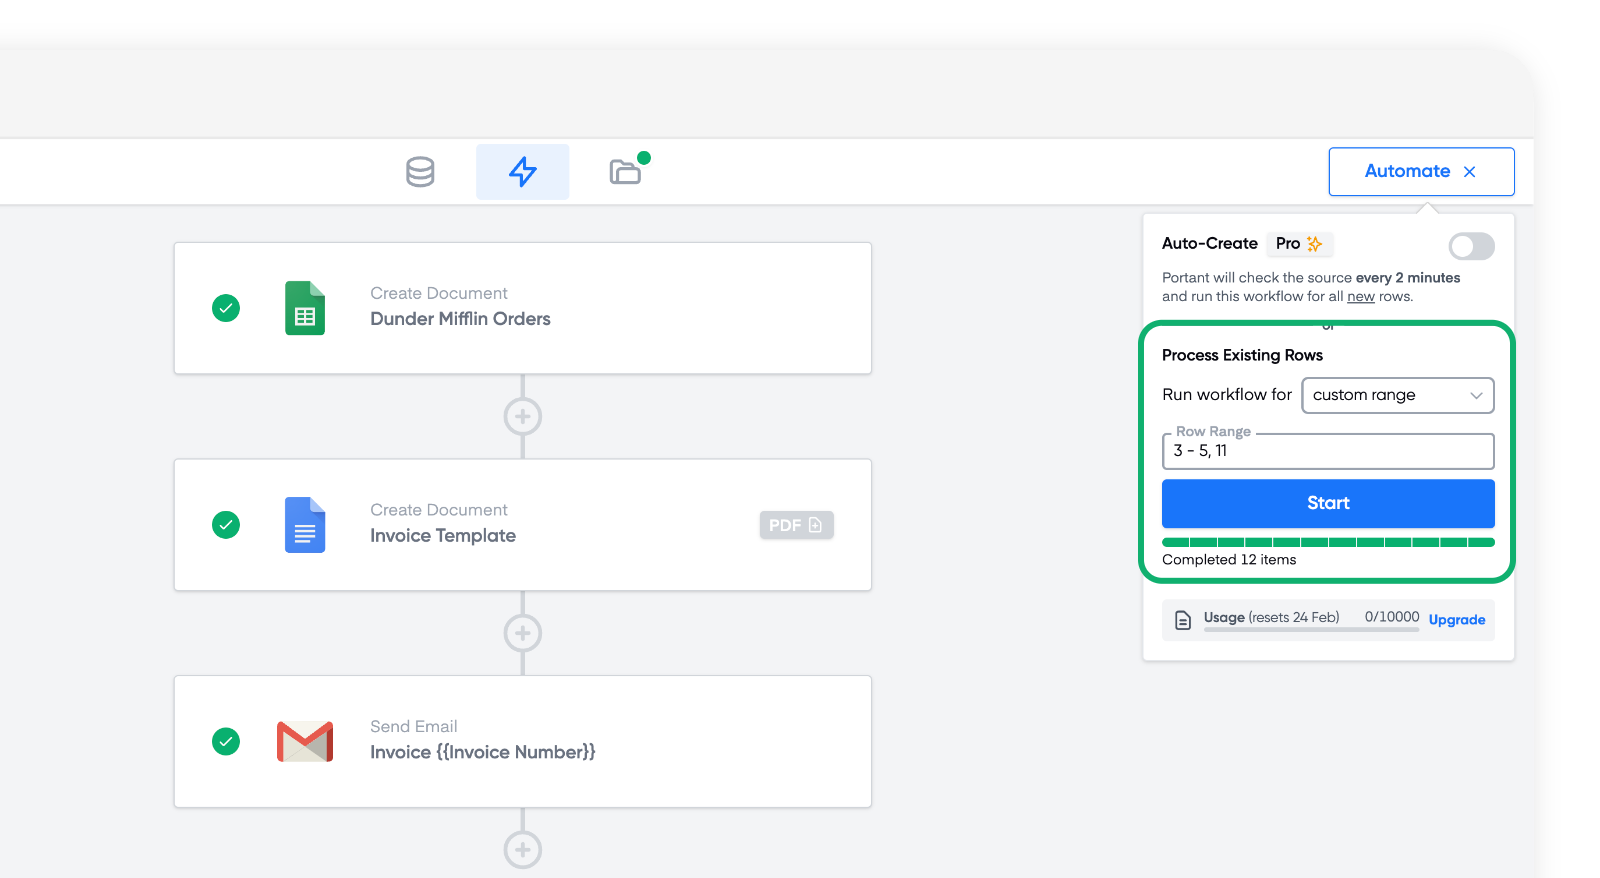 Automate
Create Document
Dunder Mifflin Orders
Create Document
Invoice Template
PDF
Send Email
Invoice {{Invoice Number}}
Auto-Create Pro
Portant will check the source every 2 minutes
and run this workflow for all new rows.
or
Process Existing Rows
Run workflow for custom range
Row Range
3 - 5, 11
Start
Completed 12 items
Usage (resets 24 Feb) 0/10000 Upgrade